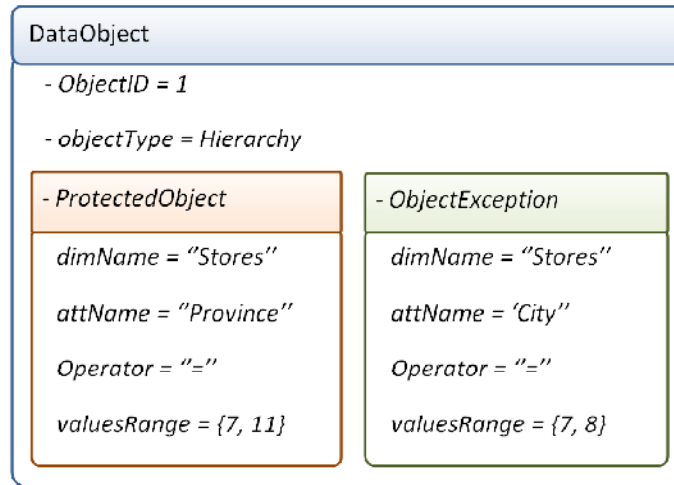 DataObject
- ObjectID = 1
- objectType = Hierarchy
- ProtectedObject
dimName = ‘’Stores’’
attName = ‘’Province’’
Operator = ‘’=’’
valuesRange = {7, 11}
- ObjectException
dimName = ‘’Stores’’
attName = ‘City’’
Operator = ‘’=’’
valuesRange = {7, 8}